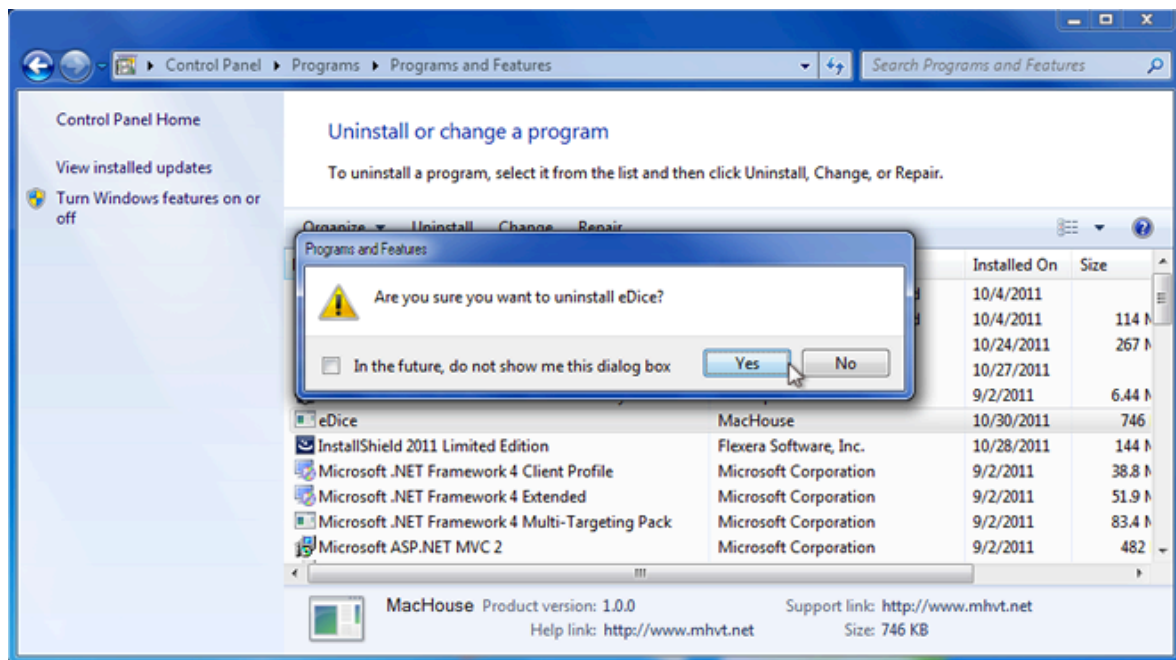 Control Panel Programs Programs and Features Search Programs and Features
Control Panel Home
View installed updates
Turn Windows features on or
off
Uninstall or change a program
To uninstall a program, select it from the list and then click Uninstall, Change, or Repair.
Organize Uninstall Change Repair
Programs and Features
Are you sure you want to uninstall eDice?
In the future, do not show me this dialog box Yes No
Installed On Size
10/4/2011
10/4/2011 114 M
10/24/2011 267 M
10/27/2011
9/2/2011 6.44 M
eDice MacHouse 10/30/2011 746
InstallShield 2011 Limited Edition Flexera Software, Inc. 10/28/2011 144 M
Microsoft .NET Framework 4 Client Profile Microsoft Corporation 9/2/2011 38.8 M
Microsoft .NET Framework 4 Extended Microsoft Corporation 9/2/2011 51.9 M
Microsoft .NET Framework 4 Multi-Targeting Pack Microsoft Corporation 9/2/2011 83.4 M
Microsoft ASP.NET MVC 2 Microsoft Corporation 9/2/2011 482
MacHouse Product version: 1.0.0 Support link: http://www.mhvt.net
Help link: http://www.mhvt.net Size: 746 KB